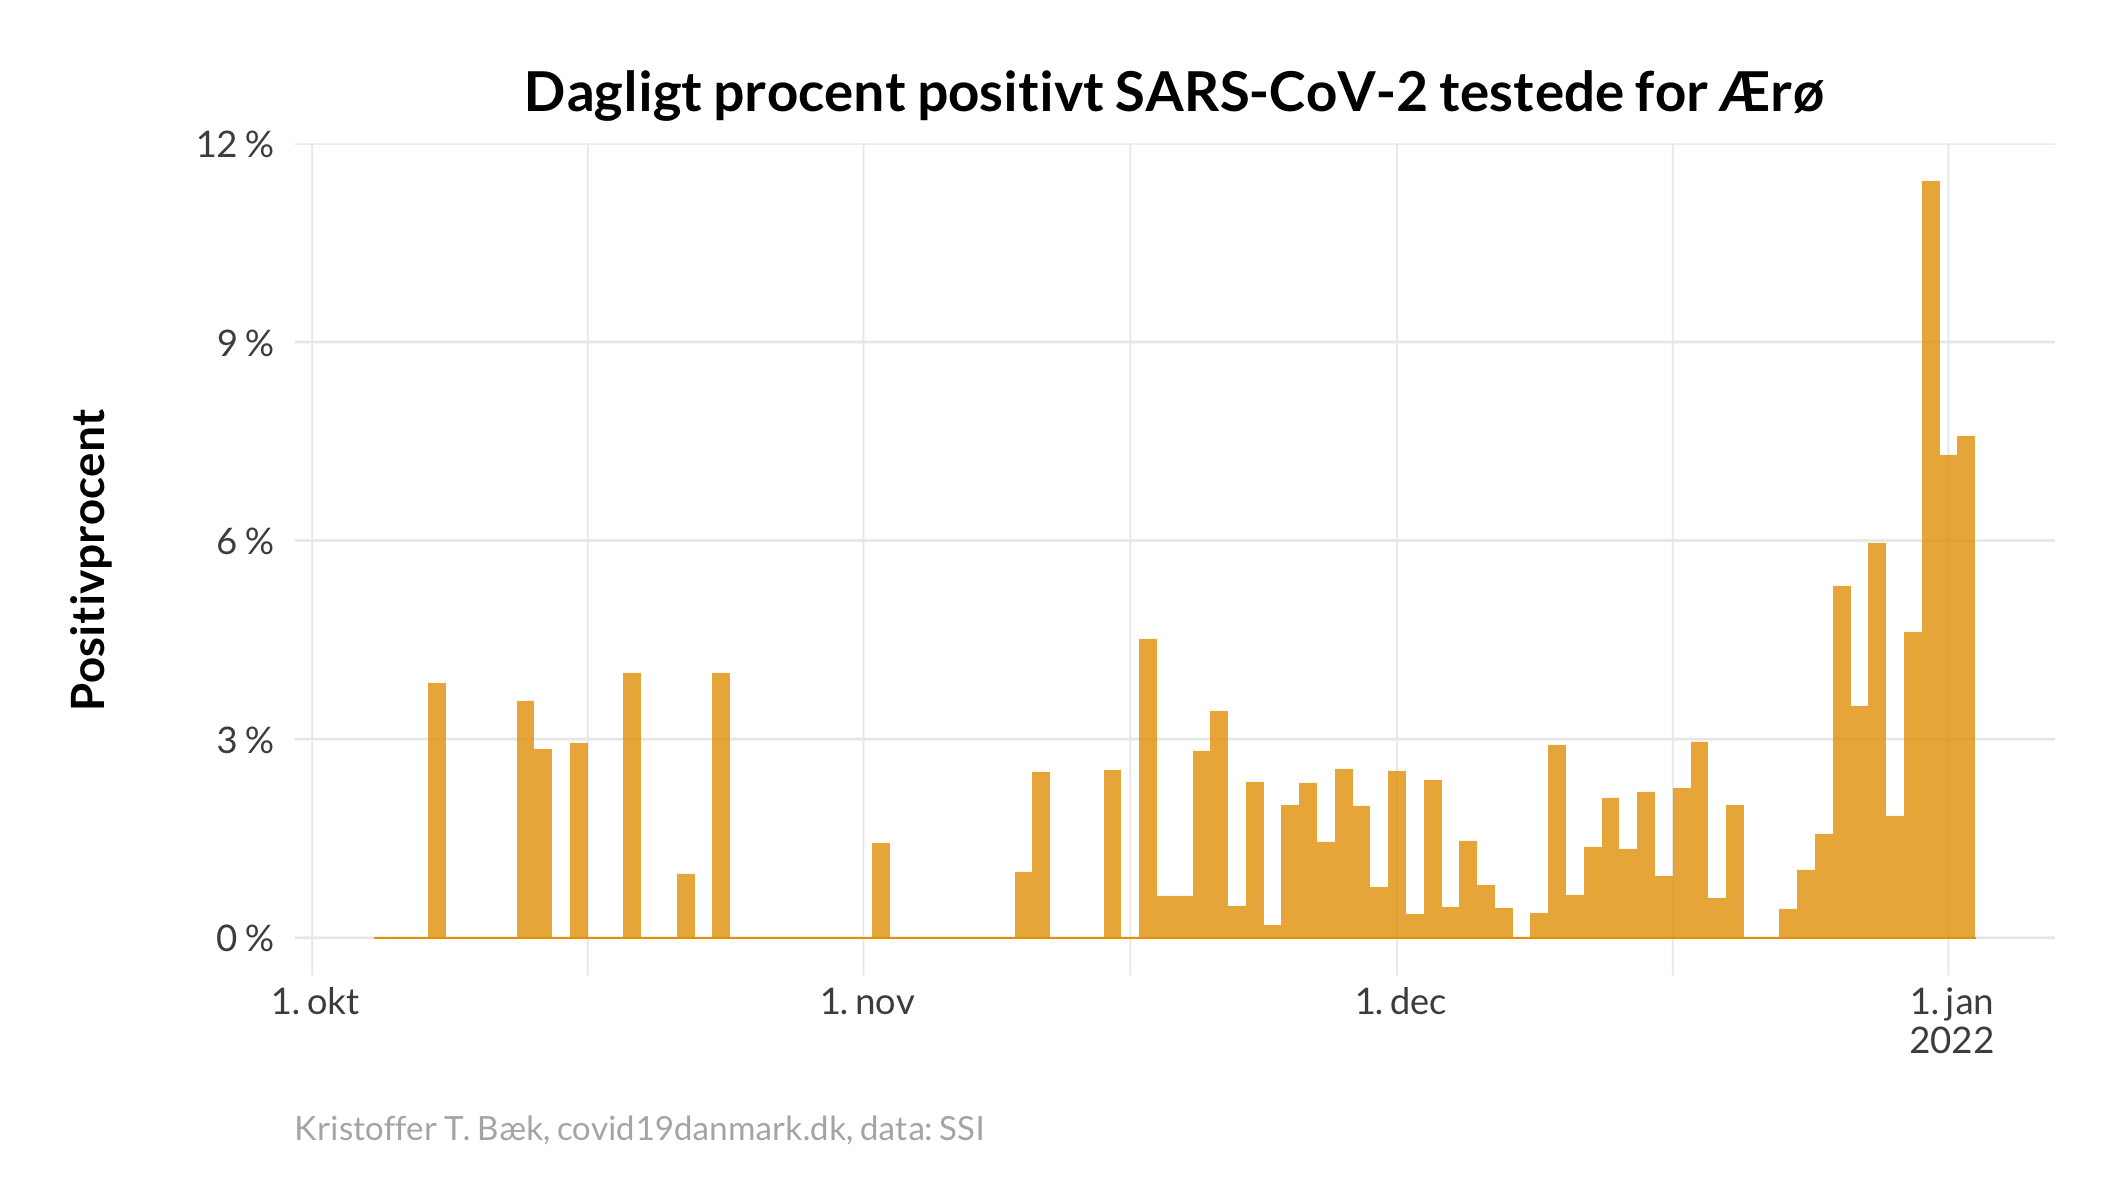 Dagligt procent positivt SARS-CoV-2 testede for Ærø
Positivprocent
12 %
9 %
6 %
3 %
0 %
1. okt
1. nov
1. dec
1. jan
2022
Kristoffer T. Bæk, covid19danmark.dk, data: SSI